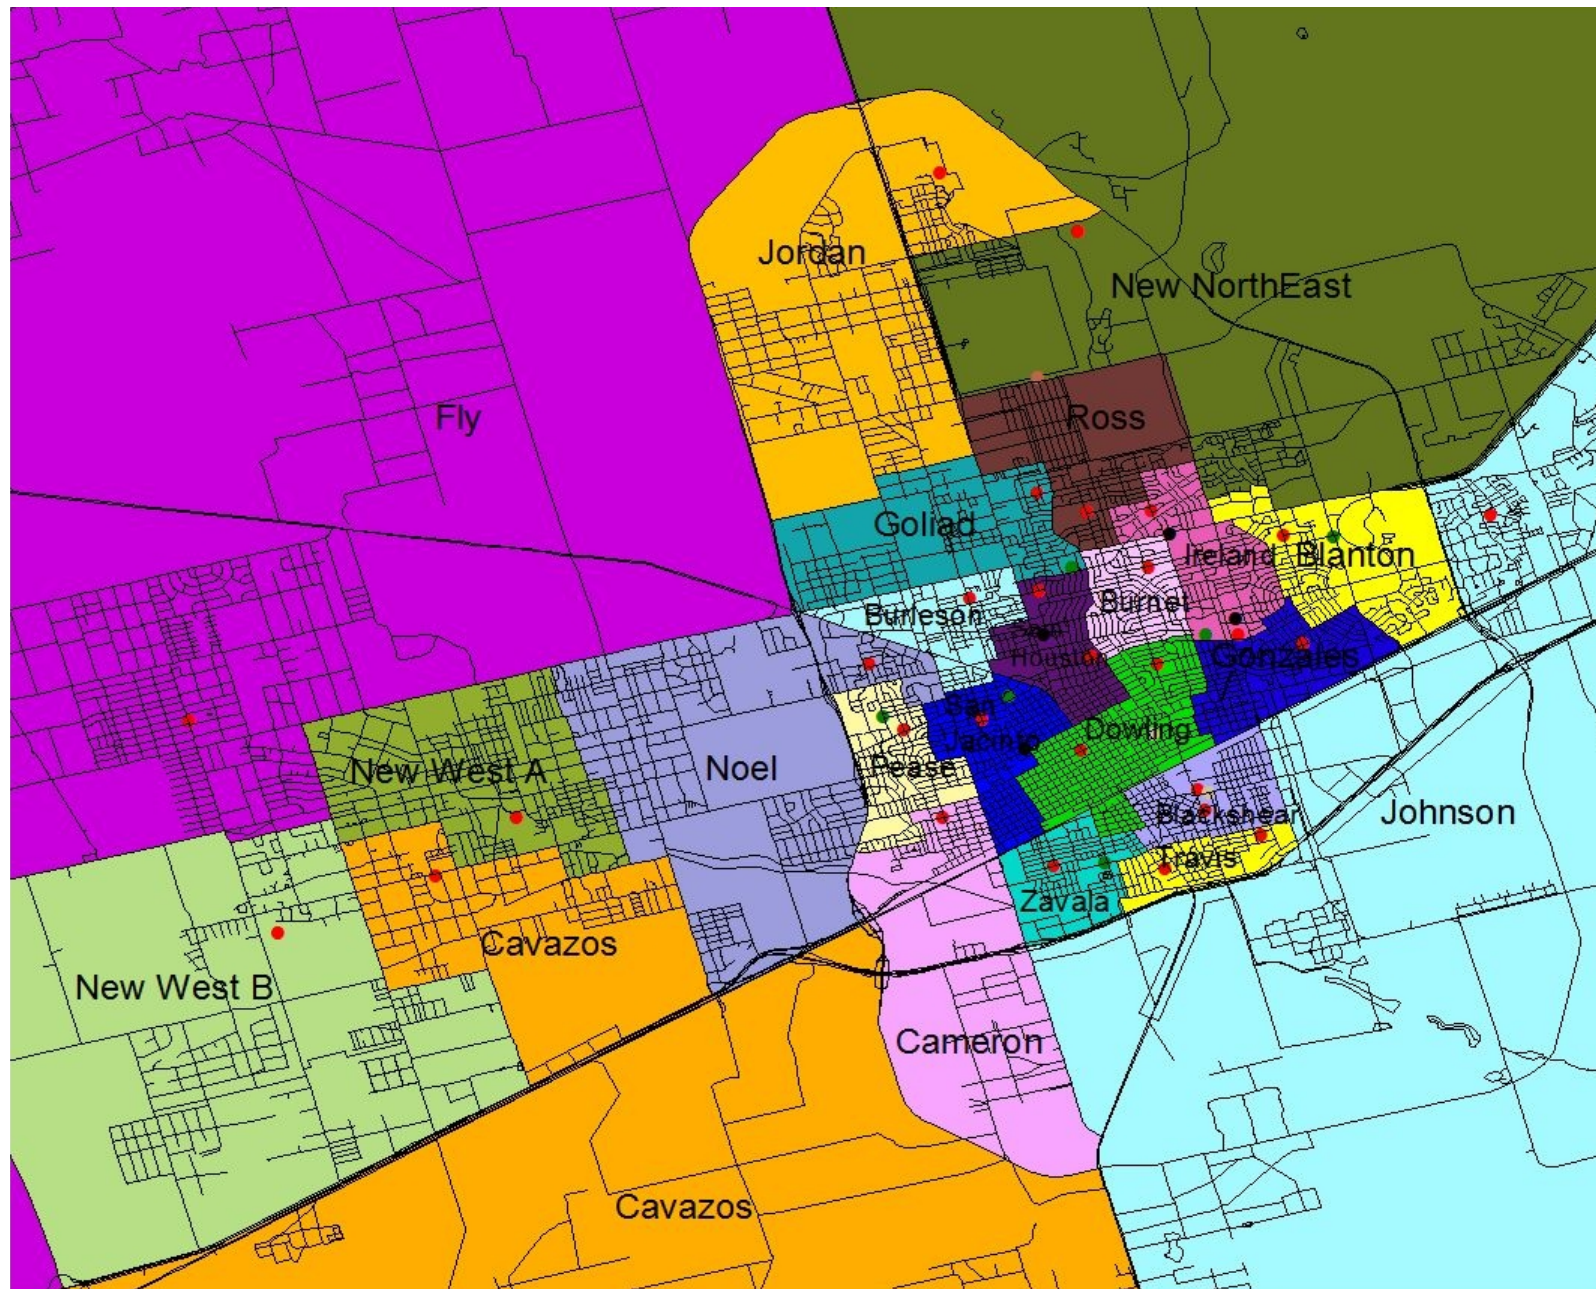 Jordan
New NorthEast
Fly
Ross
Goliad
Ireland
Blanton
Burleson
Burnet
Houston
Gonzales
San
Jacinto
Dowling
New West A
Noel
Pease
Blackshear
Johnson
Travis
Zavala
Cavazos
New West B
Cameron
Cavazos